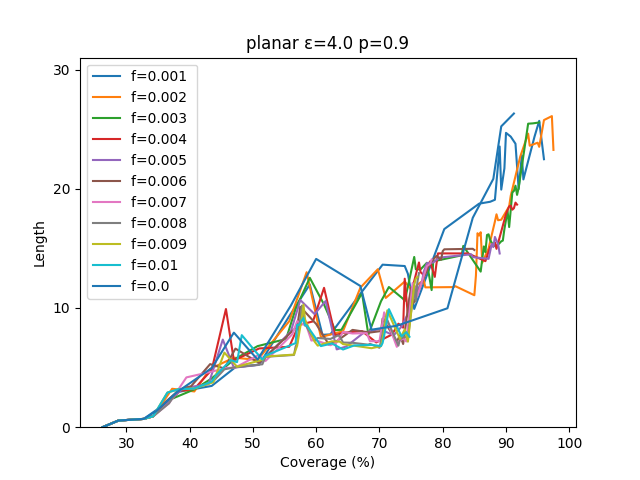 planar ε=4.0 p=0.9
30
20
10
0
Length
f=0.001
f=0.002
f=0.003
f=0.004
f=0.005
f=0.006
f=0.007
f=0.008
f=0.009
f=0.01
f=0.0
30 40 50 60 70 80 90 100
Coverage (%)